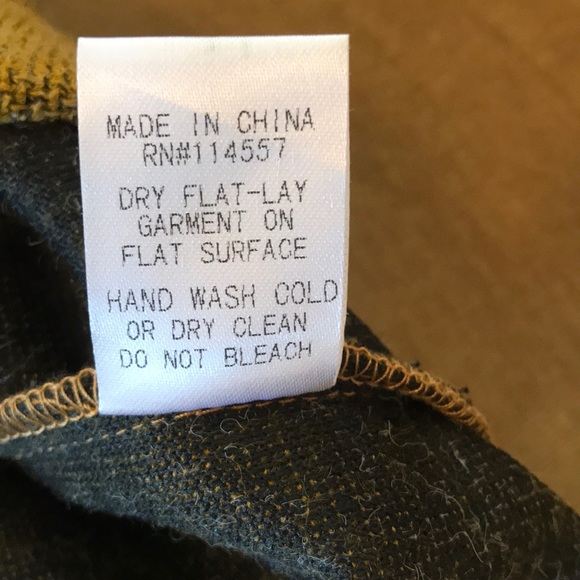 MADE IN CHINA
RN#114557
DRY FLAT-LAY
GARMENT ON
FLAT SURFACE
HAND WASH COLD
OR DRY CLEAN
DO NOT BLEACH